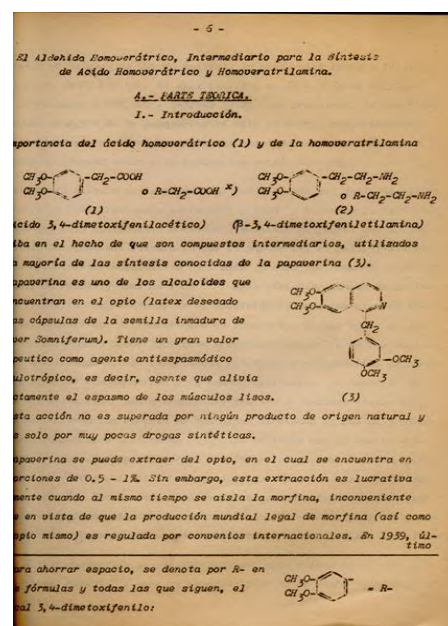 - 6 -
El Aldehido Homoverátrico, Intermediario para la Síntesis
de Acido Homoverátrico y Homoveratrilamina.
A.- PARTE TEORICA.
I.- Introducción.
mportancia del ácido homoverátrico (1) y de la homoveratrilamina
CH3O- -CH2-COOH CH3O- -CH2-CH2-NH2
CH3O- o R-CH2-COOH x) CH3O- o R-CH2-CH2-NH2
(1) (2)
cido 3,4-dimetoxifenilacético) (β-3,4-dimetoxifeniletilamina)
iba en el hecho de que son compuestos intermediarios, utilizados
a mayoría de las síntesis conocidas de la papaverina (3).
apaverina es uno de los alcaloides que
ncuentran en el opio (latex desecado
as cápsulas de la semilla inmadura de
ver Somniferum). Tiene un gran valor
peutico como agente antiespasmódico
ulotrópico, es decir, agente que alivia
ctamente el espasmo de los músculos lisos.
CH3O-
CH3O- N
CH2
-OCH3
OCH3
(3)
sta acción no es superada por ningún producto de origen natural y
s solo por muy pocas drogas sintéticas.
apaverina se puede extraer del opio, en el cual se encuentra en
orciones de 0.5 - 1%. Sin embargo, esta extracción es lucrativa
mente cuando al mismo tiempo se aisla la morfina, inconveniente
e en vista de que la producción mundial legal de morfina (así como
opio mismo) es regulada por convenios internacionales. En 1939, úl-
timo
ara ahorrar espacio, se denota por R- en
s fórmulas y todas las que siguen, el
cal 3,4-dimetoxifenilo:
CH3O- -
CH3O- = R-